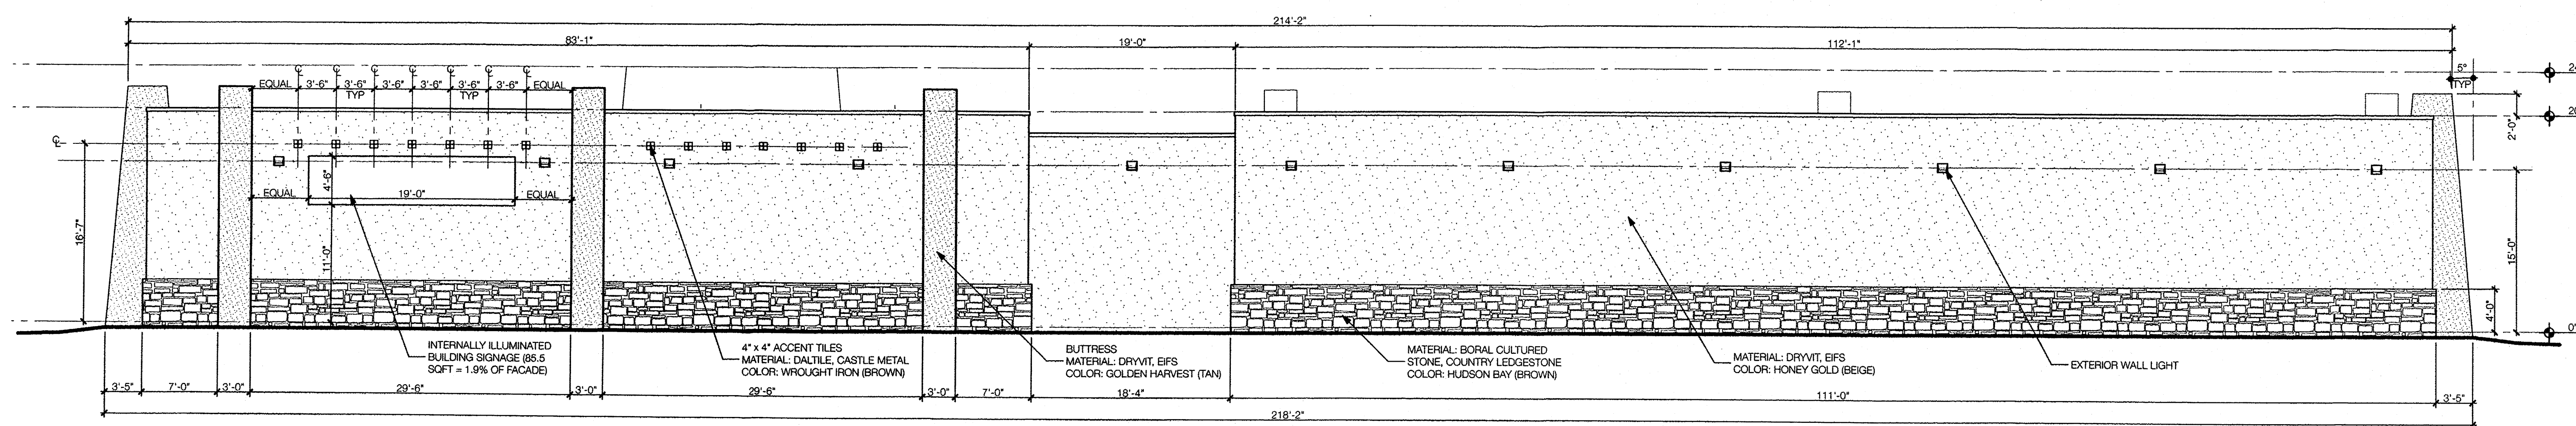 214'-2"
83'-1"
19'-0"
112'-1"
℄ ℄ ℄ ℄ ℄ ℄ ℄
EQUAL 3'-6" 3'-6" 3'-6" 3'-6" 3'-6" 3'-6" EQUAL
TYP TYP
5°
TYP
2'-0"
℄
16'-7"
4'-6"
EQUAL 19'-0" EQUAL
11'-0"
15'-0"
4'-0"
0"
INTERNALLY ILLUMINATED
BUILDING SIGNAGE (85.5
SQFT = 1.9% OF FACADE)
4" x 4" ACCENT TILES
MATERIAL: DALTILE, CASTLE METAL
COLOR: WROUGHT IRON (BROWN)
BUTTRESS
MATERIAL: DRYVIT, EIFS
COLOR: GOLDEN HARVEST (TAN)
MATERIAL: BORAL CULTURED
STONE, COUNTRY LEDGESTONE
COLOR: HUDSON BAY (BROWN)
MATERIAL: DRYVIT, EIFS
COLOR: HONEY GOLD (BEIGE)
EXTERIOR WALL LIGHT
3'-5" 7'-0" 3'-0" 29'-6" 3'-0" 29'-6" 3'-0" 7'-0" 18'-4" 111'-0" 3'-5"
218'-2"